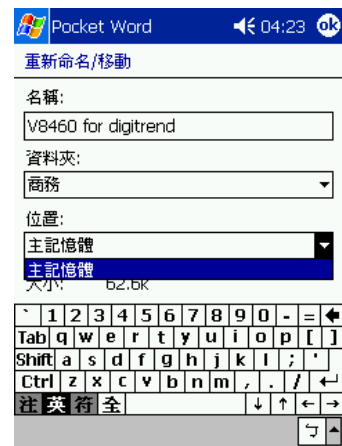 Pocket Word 04:23 ok
重新命名/移動
名稱:
V8460 for digitrend
資料夾:
商務
位置:
主記憶體
主記憶體
大小: 62.6k
` 1 2 3 4 5 6 7 8 9 0 - =
Tab q w e r t y u i o p [ ]
Shift a s d f g h j k l ; '
Ctrl z x c v b n m , . /
注 英 符 全 ↓ ↑ ← →
ㄅ